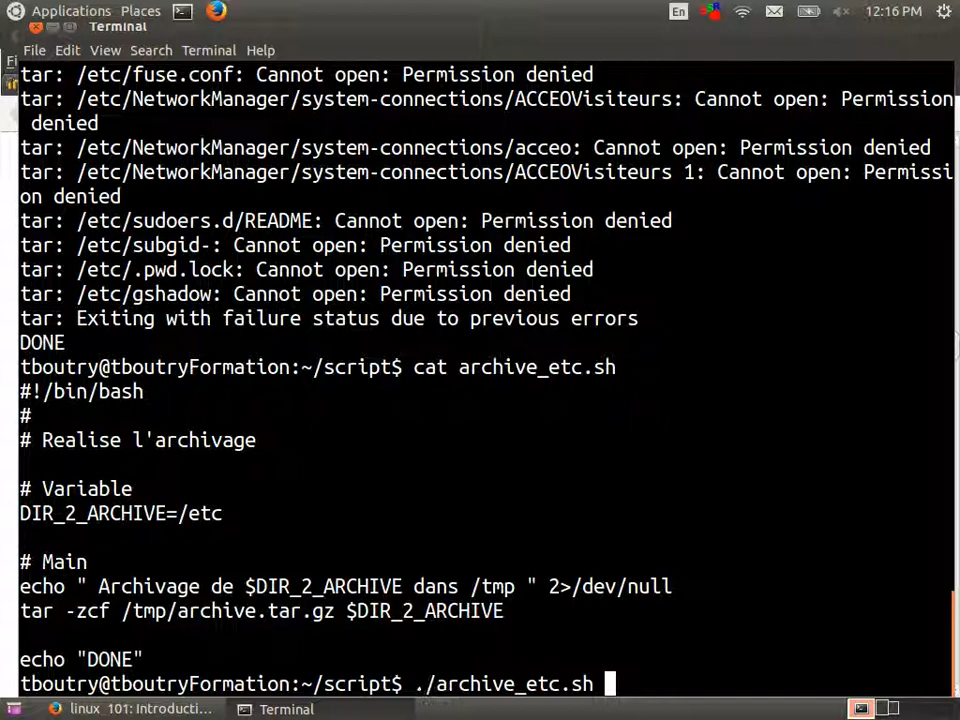 Applications Places
En
12:16 PM
Terminal
File Edit View Search Terminal Help
tar: /etc/fuse.conf: Cannot open: Permission denied
tar: /etc/NetworkManager/system-connections/ACCEOVisiteurs: Cannot open: Permission
denied
tar: /etc/NetworkManager/system-connections/acceo: Cannot open: Permission denied
tar: /etc/NetworkManager/system-connections/ACCEOVisiteurs 1: Cannot open: Permissi
on denied
tar: /etc/sudoers.d/README: Cannot open: Permission denied
tar: /etc/subgid-: Cannot open: Permission denied
tar: /etc/.pwd.lock: Cannot open: Permission denied
tar: /etc/gshadow: Cannot open: Permission denied
tar: Exiting with failure status due to previous errors
DONE
tboutry@tboutryFormation:~/script$ cat archive_etc.sh
#!/bin/bash
#
# Realise l'archivage
# Variable
DIR_2_ARCHIVE=/etc
# Main
echo " Archivage de $DIR_2_ARCHIVE dans /tmp " 2>/dev/null
tar -zcf /tmp/archive.tar.gz $DIR_2_ARCHIVE
echo "DONE"
tboutry@tboutryFormation:~/script$ ./archive_etc.sh
linux_101: Introducti...
Terminal